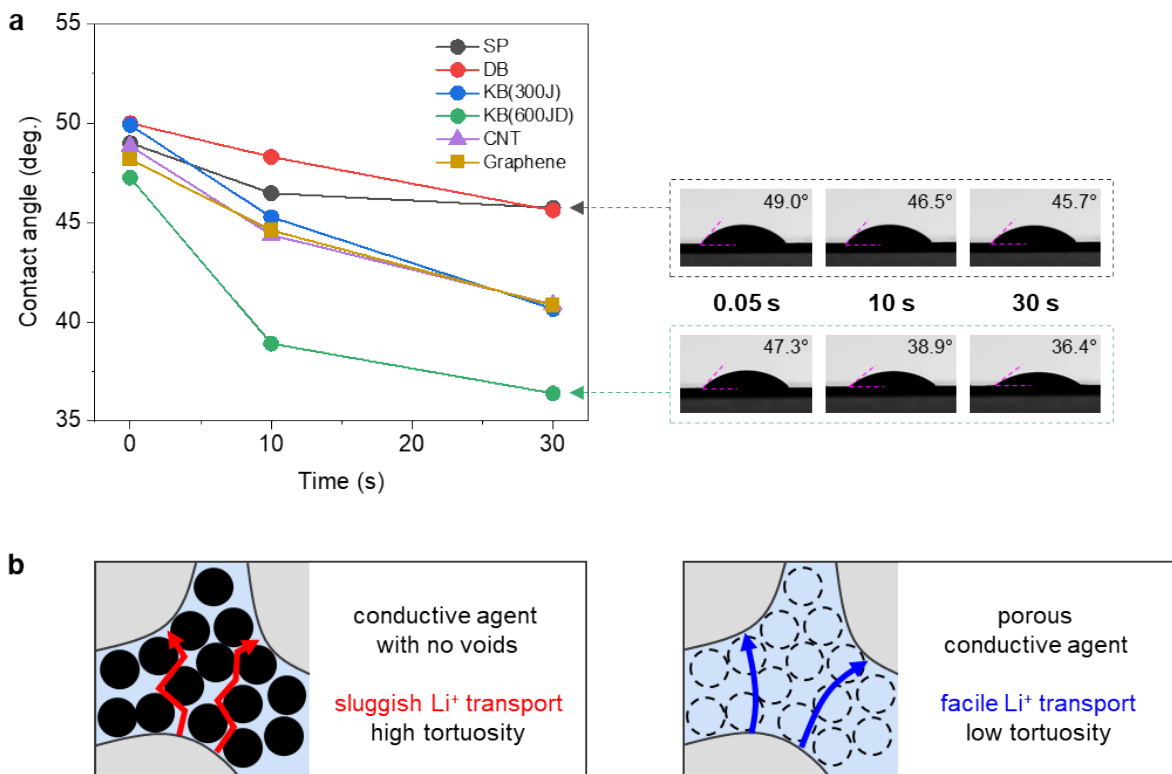 a
55
50
45
40
35
Contact angle (deg.)
0
10
20
30
Time (s)
SP
DB
KB(300J)
KB(600JD)
CNT
Graphene
49.0°
46.5°
45.7°
0.05 s
10 s
30 s
47.3°
38.9°
36.4°
b
conductive agent
with no voids
sluggish Li⁺ transport
high tortuosity
porous
conductive agent
facile Li⁺ transport
low tortuosity